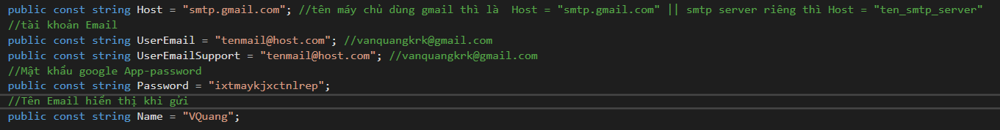 public const string Host = "smtp.gmail.com"; //tên máy chủ dùng gmail thì là  Host = "smtp.gmail.com" || smtp server riêng thì Host = "ten_smtp_server"
//tài khoản Email
public const string UserEmail = "tenmail@host.com"; //vanquangkrk@gmail.com
public const string UserEmailSupport = "tenmail@host.com"; //vanquangkrk@gmail.com
//Mật khẩu google App-password
public const string Password = "ixtmaykjxctnlrep";
//Tên Email hiển thị khi gửi
public const string Name = "VQuang";